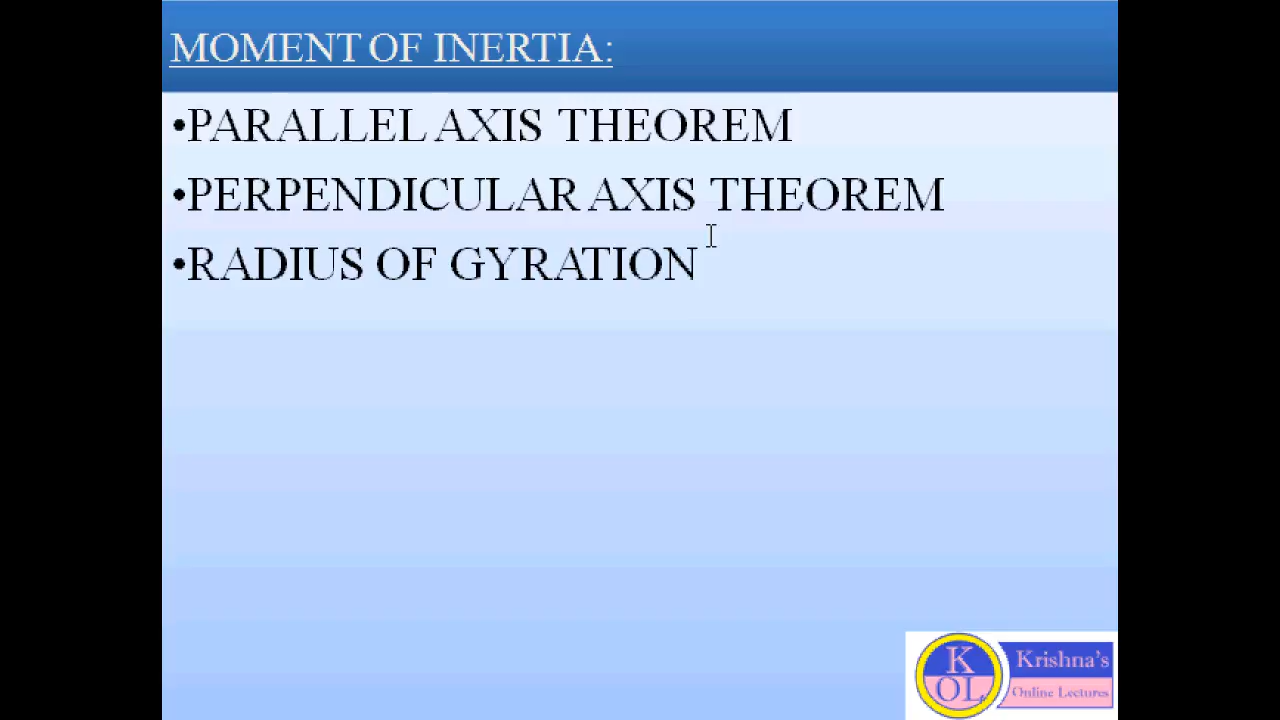 MOMENT OF INERTIA:
•PARALLEL AXIS THEOREM
•PERPENDICULAR AXIS THEOREM
•RADIUS OF GYRATION
K
OL
Krishna's
Online Lectures